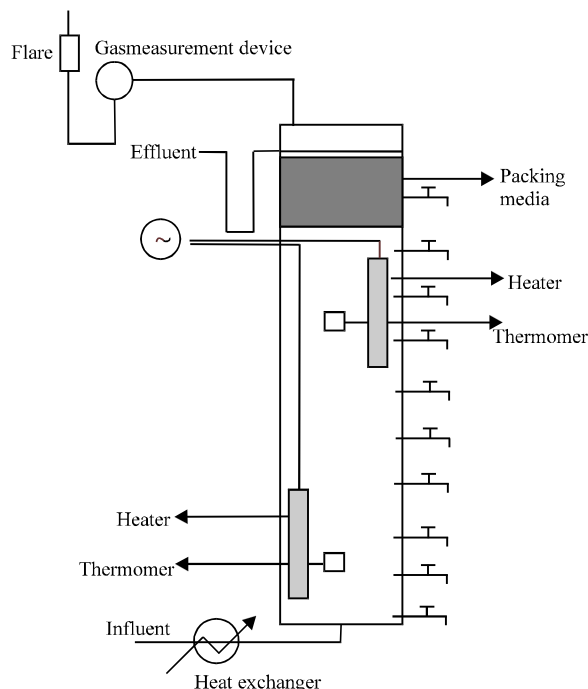 Flare
Gasmeasurement device
Effluent
Packing
media
~
Heater
Thermomer
Heater
Thermomer
Influent
Heat exchanger